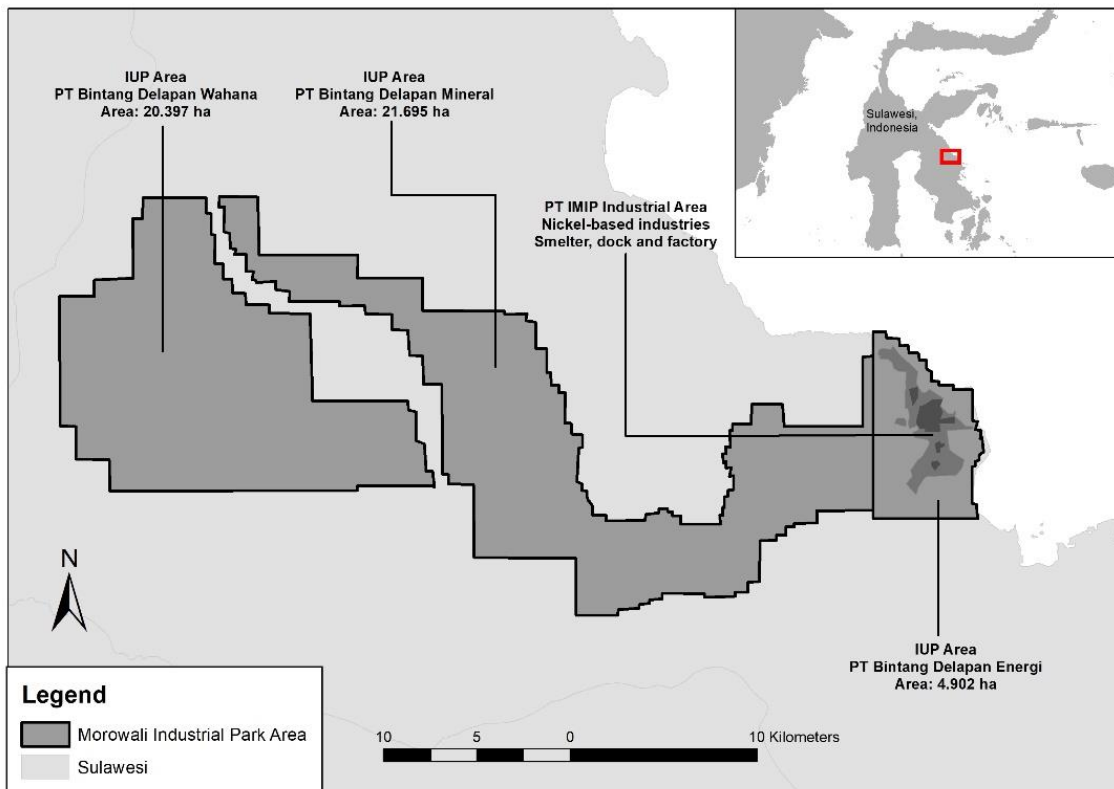 IUP Area
PT Bintang Delapan Wahana
Area: 20.397 ha
IUP Area
PT Bintang Delapan Mineral
Area: 21.695 ha
Sulawesi,
Indonesia
PT IMIP Industrial Area
Nickel-based industries
Smelter, dock and factory
N
IUP Area
PT Bintang Delapan Energi
Area: 4.902 ha
Legend
Morowali Industrial Park Area
Sulawesi
10 5 0 10 Kilometers